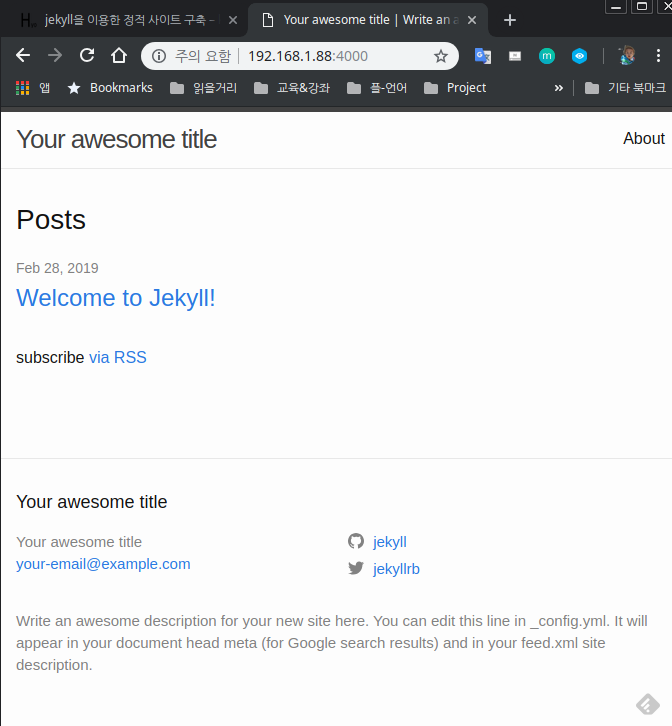 jekyll을 이용한 정적 사이트 구축 –
Your awesome title | Write an a
주의 요함
192.168.1.88:4000
앱
Bookmarks
읽을거리
교육&강좌
플-언어
Project
»
기타 북마크
Your awesome title
About
Posts
Feb 28, 2019
Welcome to Jekyll!
subscribe via RSS
Your awesome title
Your awesome title
your-email@example.com
jekyll
jekyllrb
Write an awesome description for your new site here. You can edit this line in _config.yml. It will
appear in your document head meta (for Google search results) and in your feed.xml site
description.